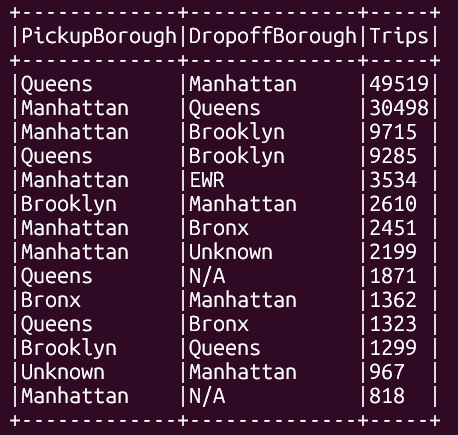 +-------------+--------------+-----+
|PickupBorough|DropoffBorough|Trips|
+-------------+--------------+-----+
|Queens       |Manhattan     |49519|
|Manhattan    |Queens        |30498|
|Manhattan    |Brooklyn      |9715 |
|Queens       |Brooklyn      |9285 |
|Manhattan    |EWR           |3534 |
|Brooklyn     |Manhattan     |2610 |
|Manhattan    |Bronx         |2451 |
|Manhattan    |Unknown       |2199 |
|Queens       |N/A           |1871 |
|Bronx        |Manhattan     |1362 |
|Queens       |Bronx         |1323 |
|Brooklyn     |Queens        |1299 |
|Unknown      |Manhattan     |967  |
|Manhattan    |N/A           |818  |
+-------------+--------------+-----+